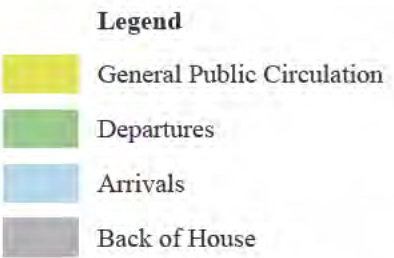 Legend
General Public Circulation
Departures
Arrivals
Back of House